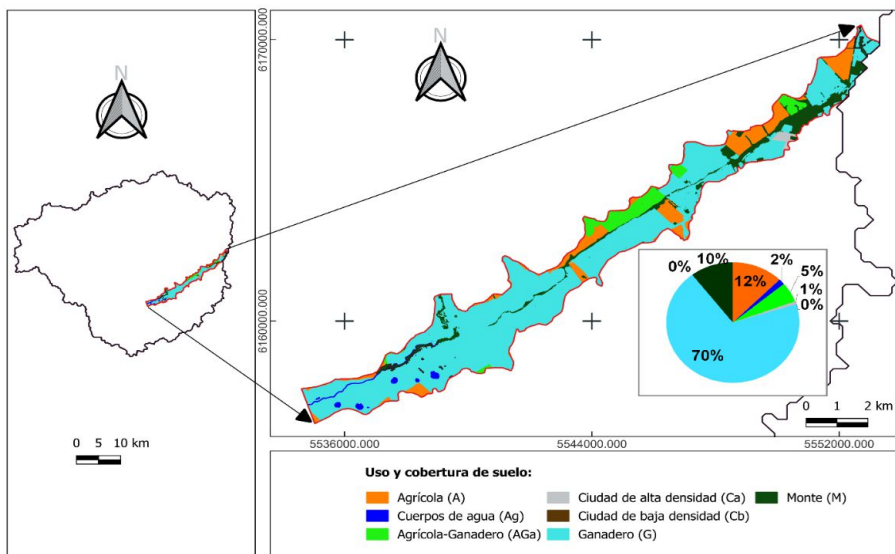 N
N
6170000.000
6160000.000
5536000.000
5544000.000
5552000.000
0 5 10 km
0 1 2 km
0%
10%
12%
2%
5%
1%
0%
70%
Uso y cobertura de suelo:
Agrícola (A)
Cuerpos de agua (Ag)
Agrícola-Ganadero (AGa)
Ciudad de alta densidad (Ca)
Ciudad de baja densidad (Cb)
Ganadero (G)
Monte (M)